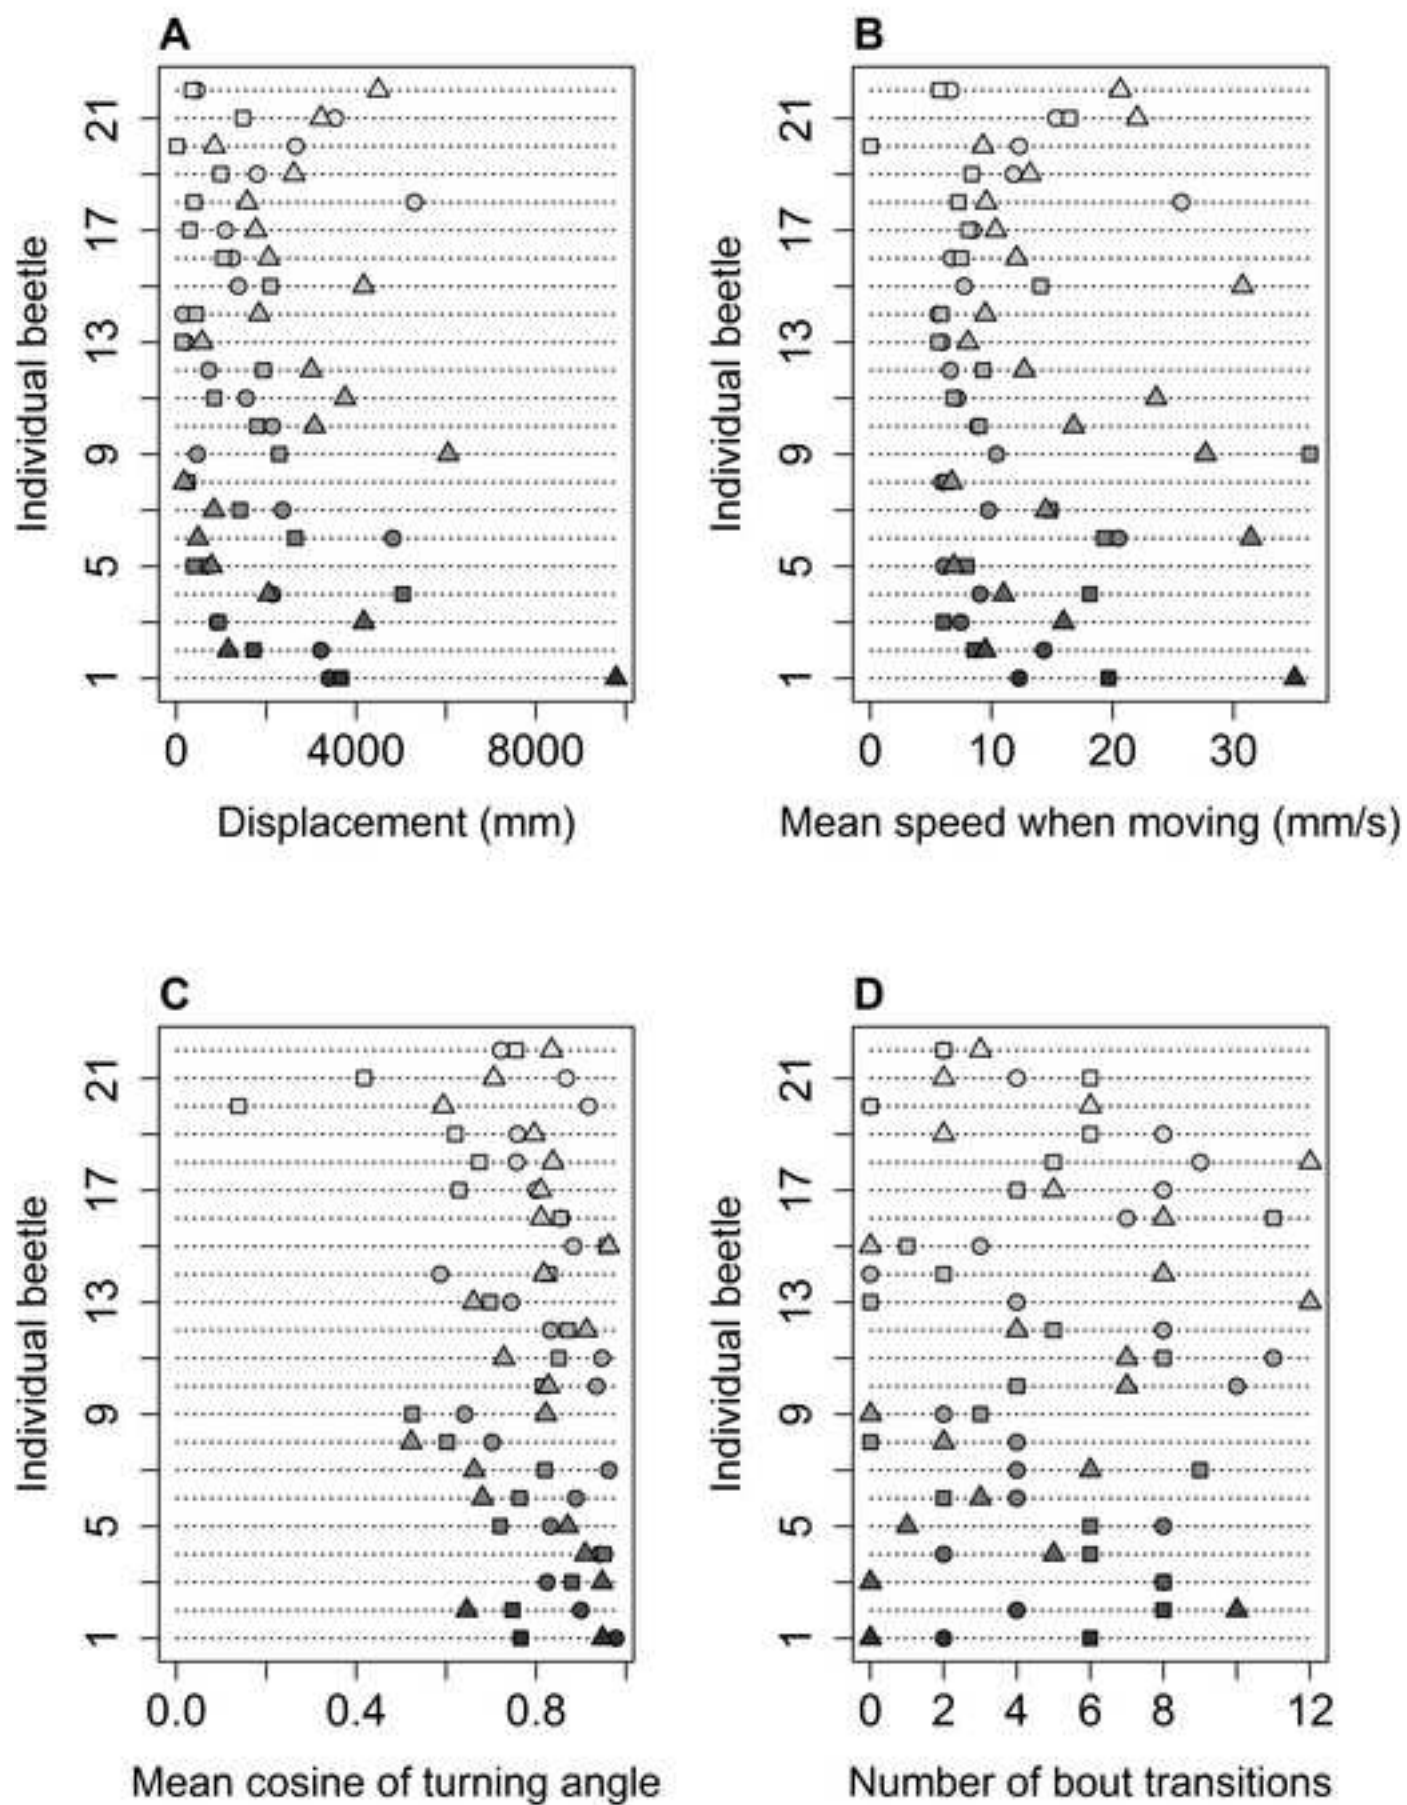 A
Individual beetle
21
17
13
9
5
1
0 4000 8000
Displacement (mm)
B
Individual beetle
21
17
13
9
5
1
0 10 20 30
Mean speed when moving (mm/s)
C
Individual beetle
21
17
13
9
5
1
0.0 0.4 0.8
Mean cosine of turning angle
D
Individual beetle
21
17
13
9
5
1
0 2 4 6 8 12
Number of bout transitions